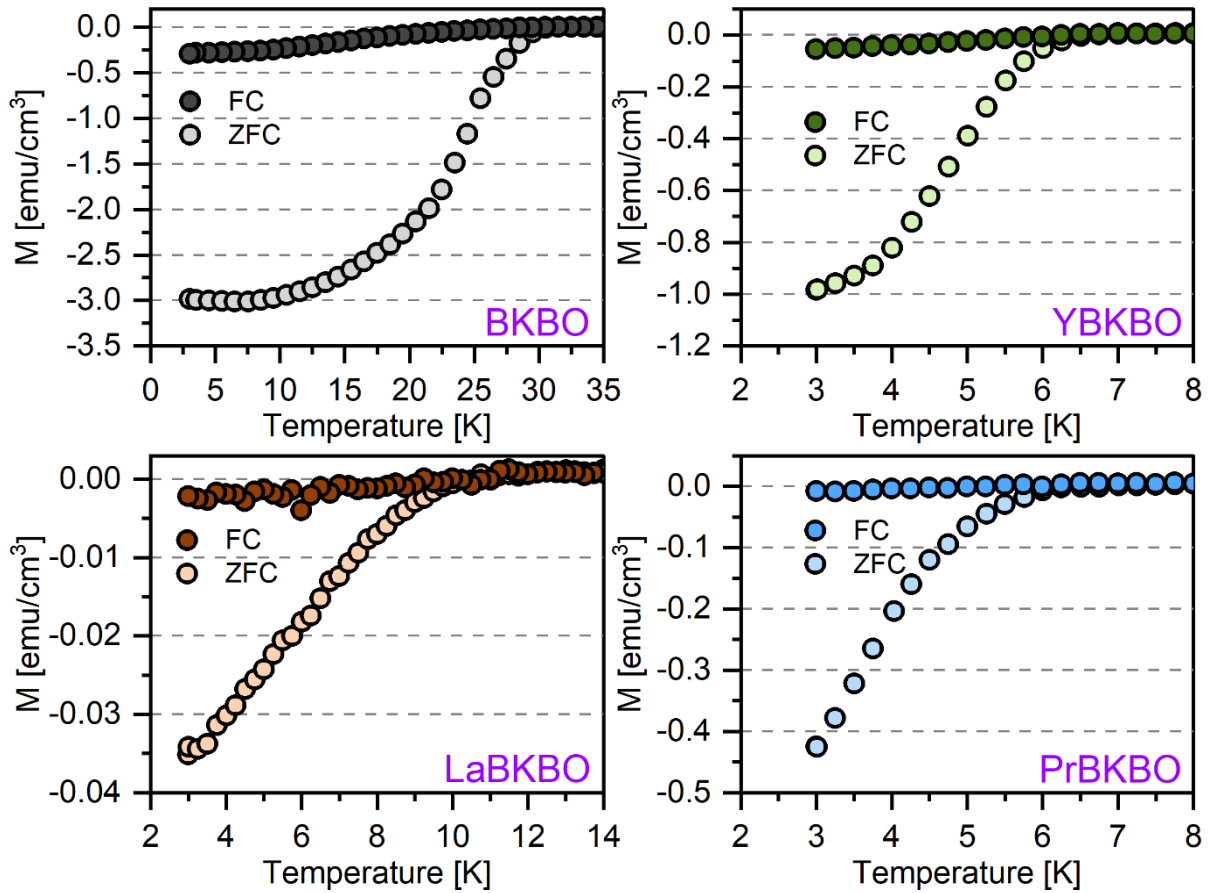 M [emu/cm³]
0.0
-0.5
-1.0
-1.5
-2.0
-2.5
-3.0
-3.5
FC
ZFC
BKBO
0 5 10 15 20 25 30 35
Temperature [K]
M [emu/cm³]
0.0
-0.2
-0.4
-0.6
-0.8
-1.0
-1.2
FC
ZFC
YBKBO
2 3 4 5 6 7 8
Temperature [K]
M [emu/cm³]
0.00
-0.01
-0.02
-0.03
-0.04
FC
ZFC
LaBKBO
2 4 6 8 10 12 14
Temperature [K]
M [emu/cm³]
0.0
-0.1
-0.2
-0.3
-0.4
-0.5
FC
ZFC
PrBKBO
2 3 4 5 6 7 8
Temperature [K]